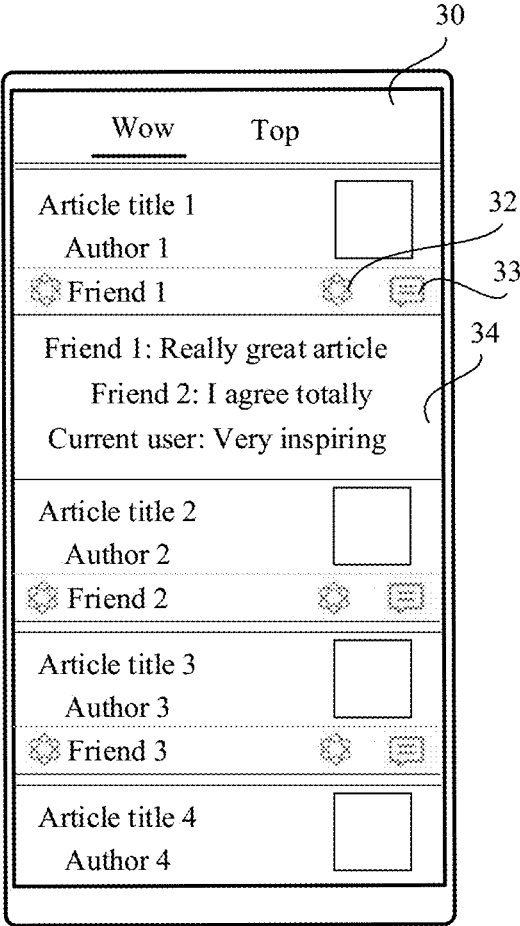 30
Wow Top
Article title 1
32
Author 1
33
Friend 1
34
Friend 1: Really great article
Friend 2: I agree totally
Current user: Very inspiring
Article title 2
Author 2
Friend 2
Article title 3
Author 3
Friend 3
Article title 4
Author 4